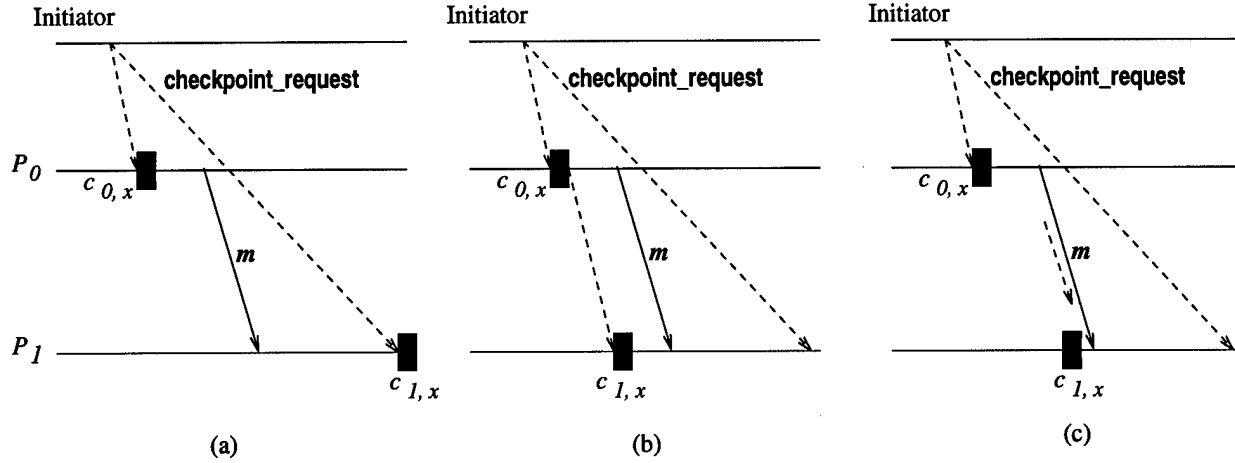 Initiator
Initiator
Initiator
checkpoint_request
checkpoint_request
checkpoint_request
P0
c 0, x
c 0, x
c 0, x
m
m
m
P1
c 1, x
c 1, x
c 1, x
(a)
(b)
(c)